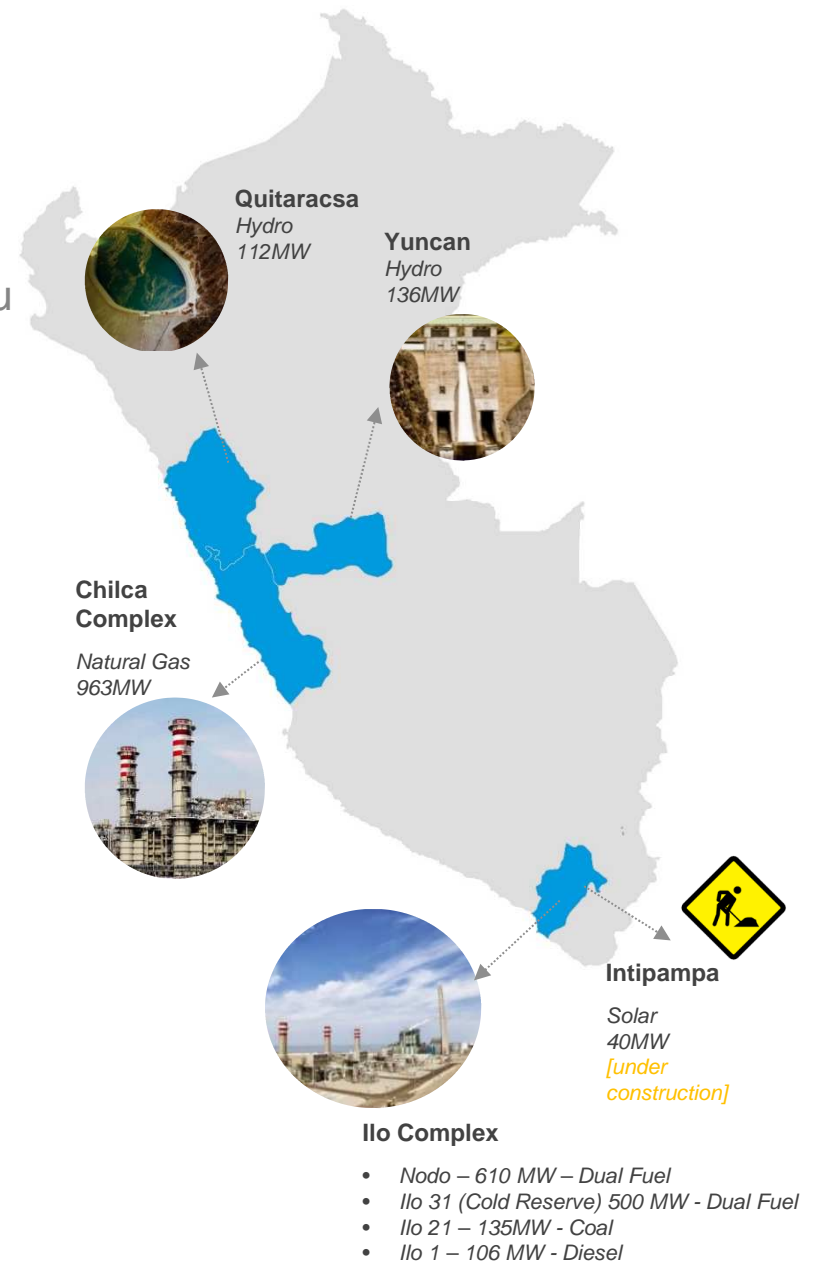 Quitaracsa
Hydro
112MW
Yuncan
Hydro
136MW
u
Chilca
Complex
Natural Gas
963MW
Intipampa
Solar
40MW
[under
construction]
Ilo Complex
• Nodo – 610 MW – Dual Fuel
• Ilo 31 (Cold Reserve) 500 MW - Dual Fuel
• Ilo 21 – 135MW - Coal
• Ilo 1 – 106 MW - Diesel